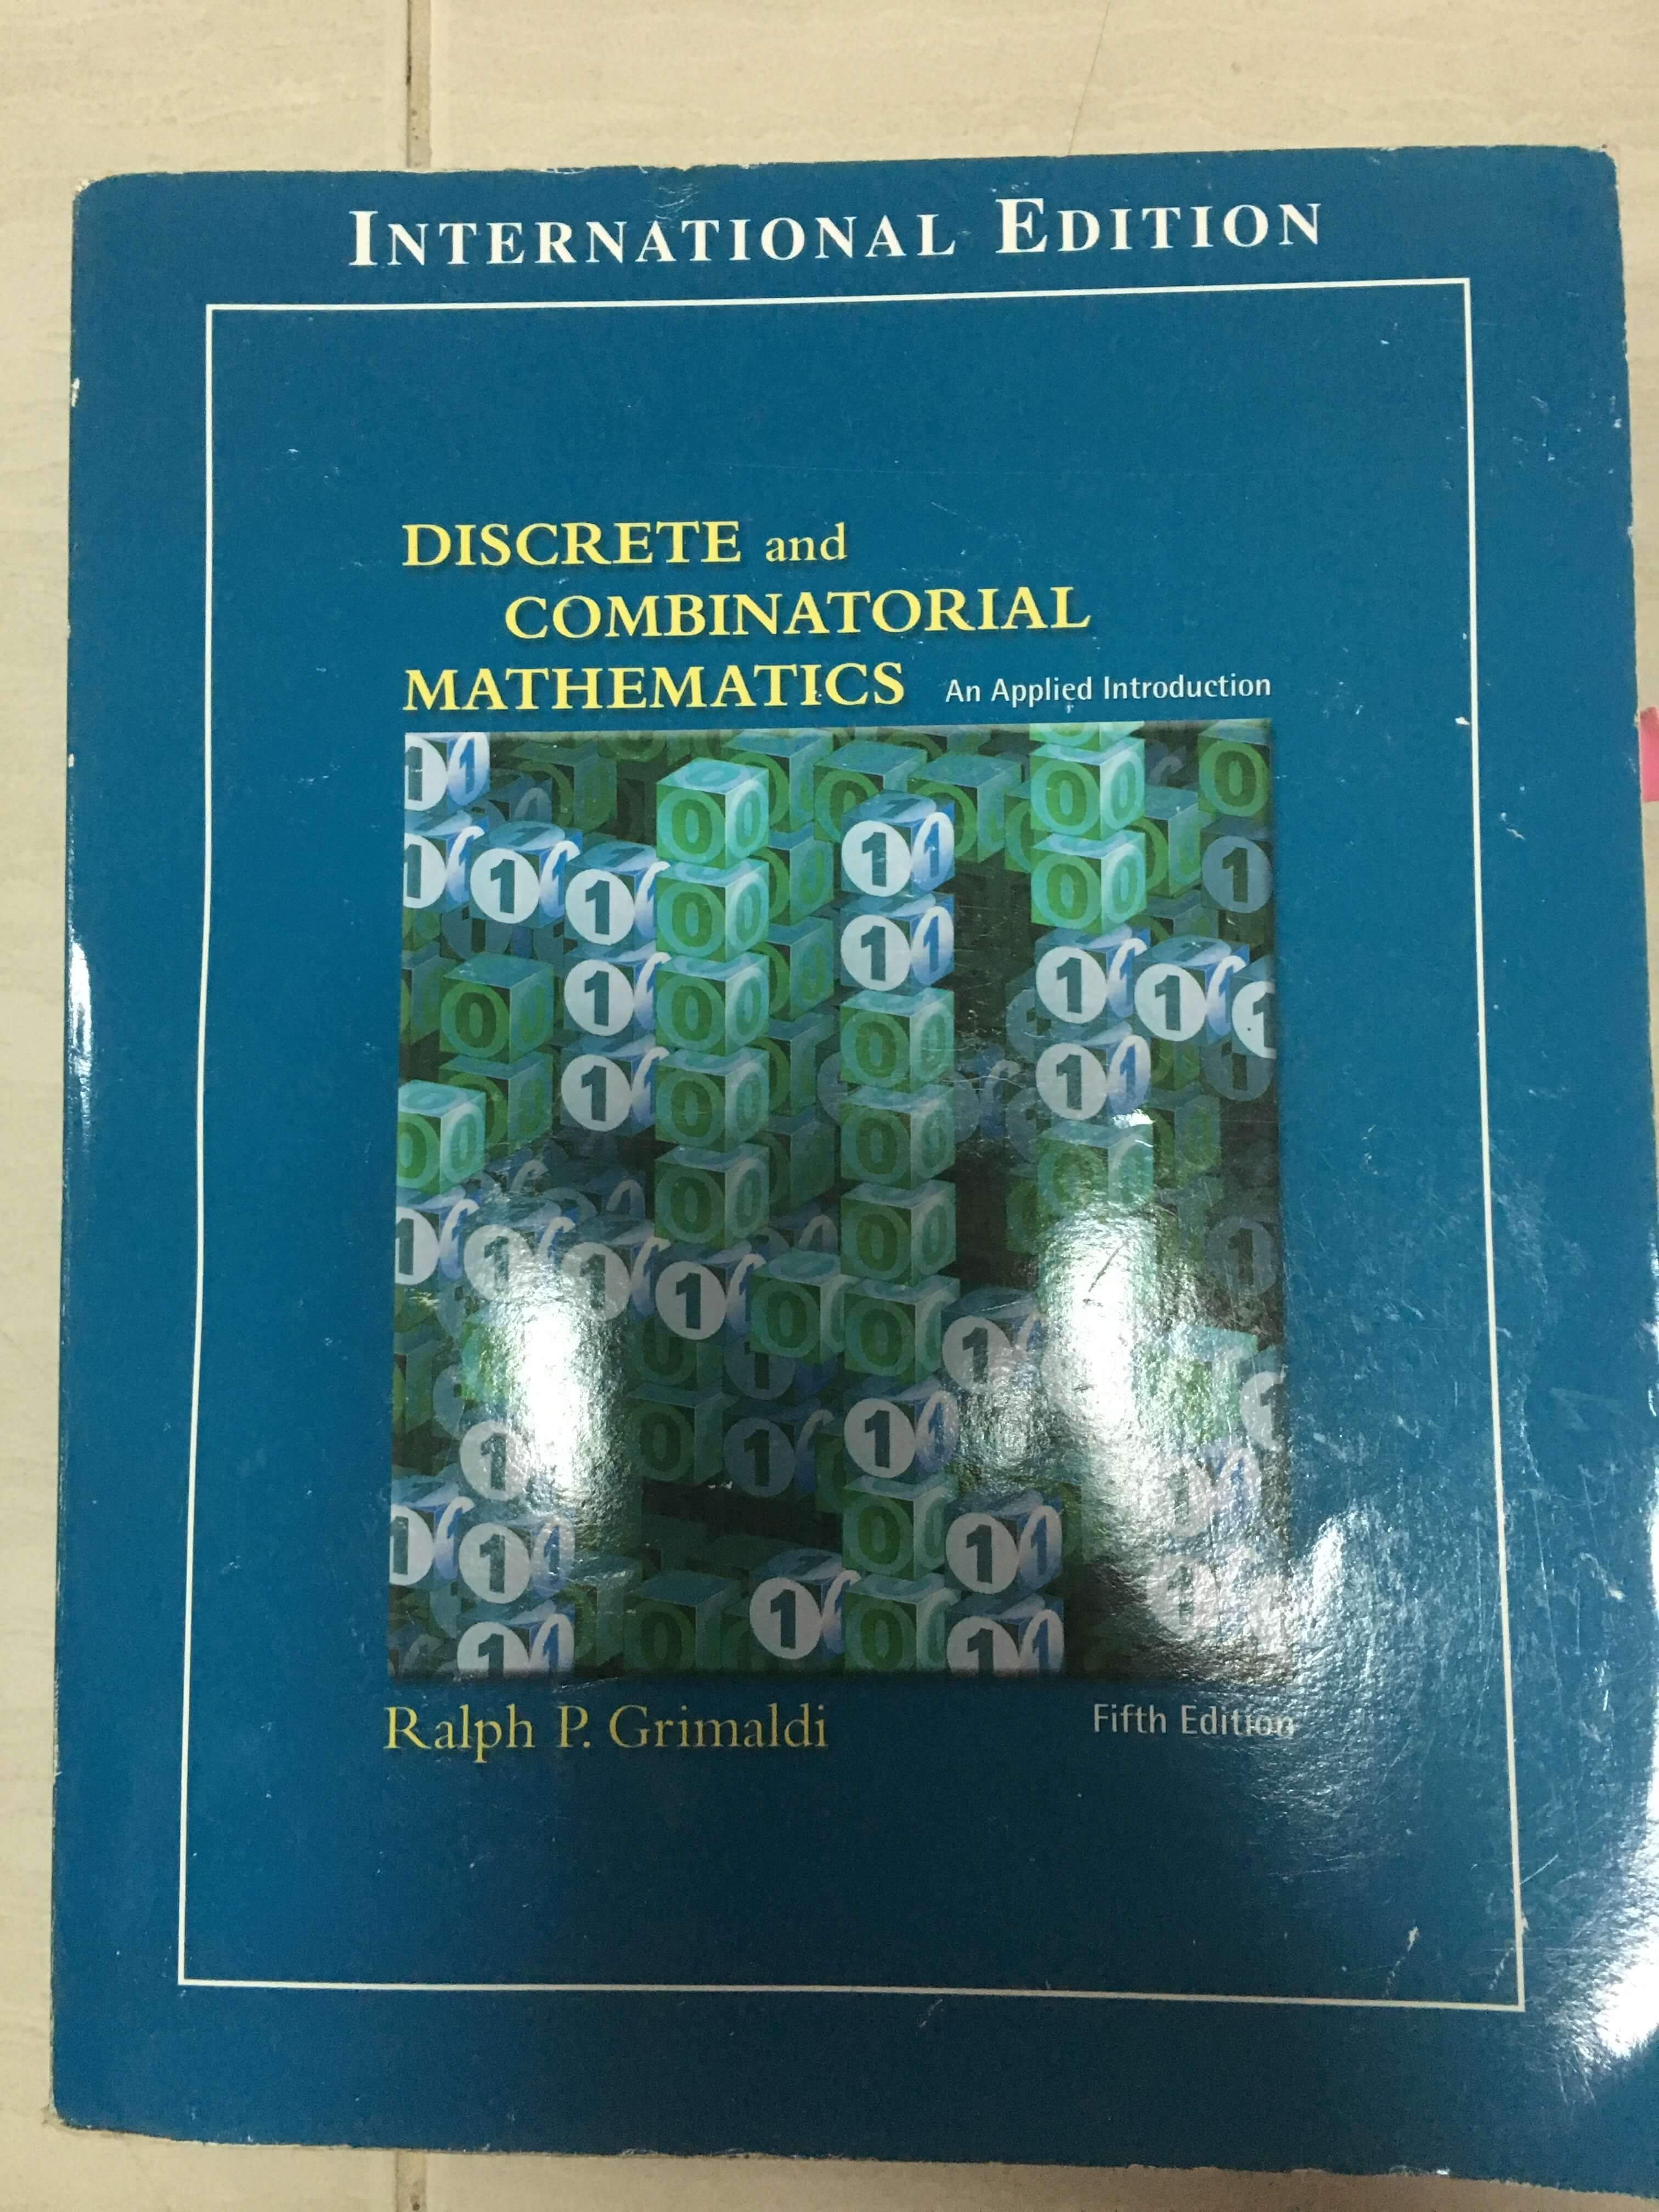 INTERNATIONAL EDITION
DISCRETE and
COMBINATORIAL
MATHEMATICS An Applied Introduction
Ralph P. Grimaldi Fifth Edition